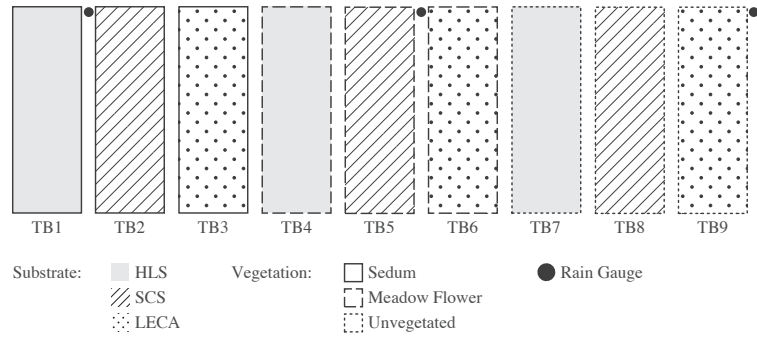 TB1 TB2 TB3 TB4 TB5 TB6 TB7 TB8 TB9
Substrate: HLS Vegetation: Sedum Rain Gauge
SCS Meadow Flower
LECA Unvegetated